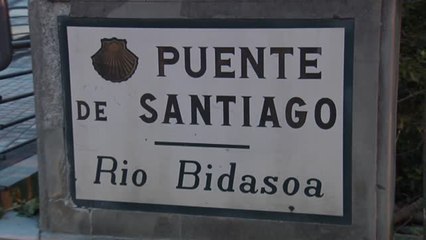 PUENTE
DE SANTIAGO
Rio Bidasoa